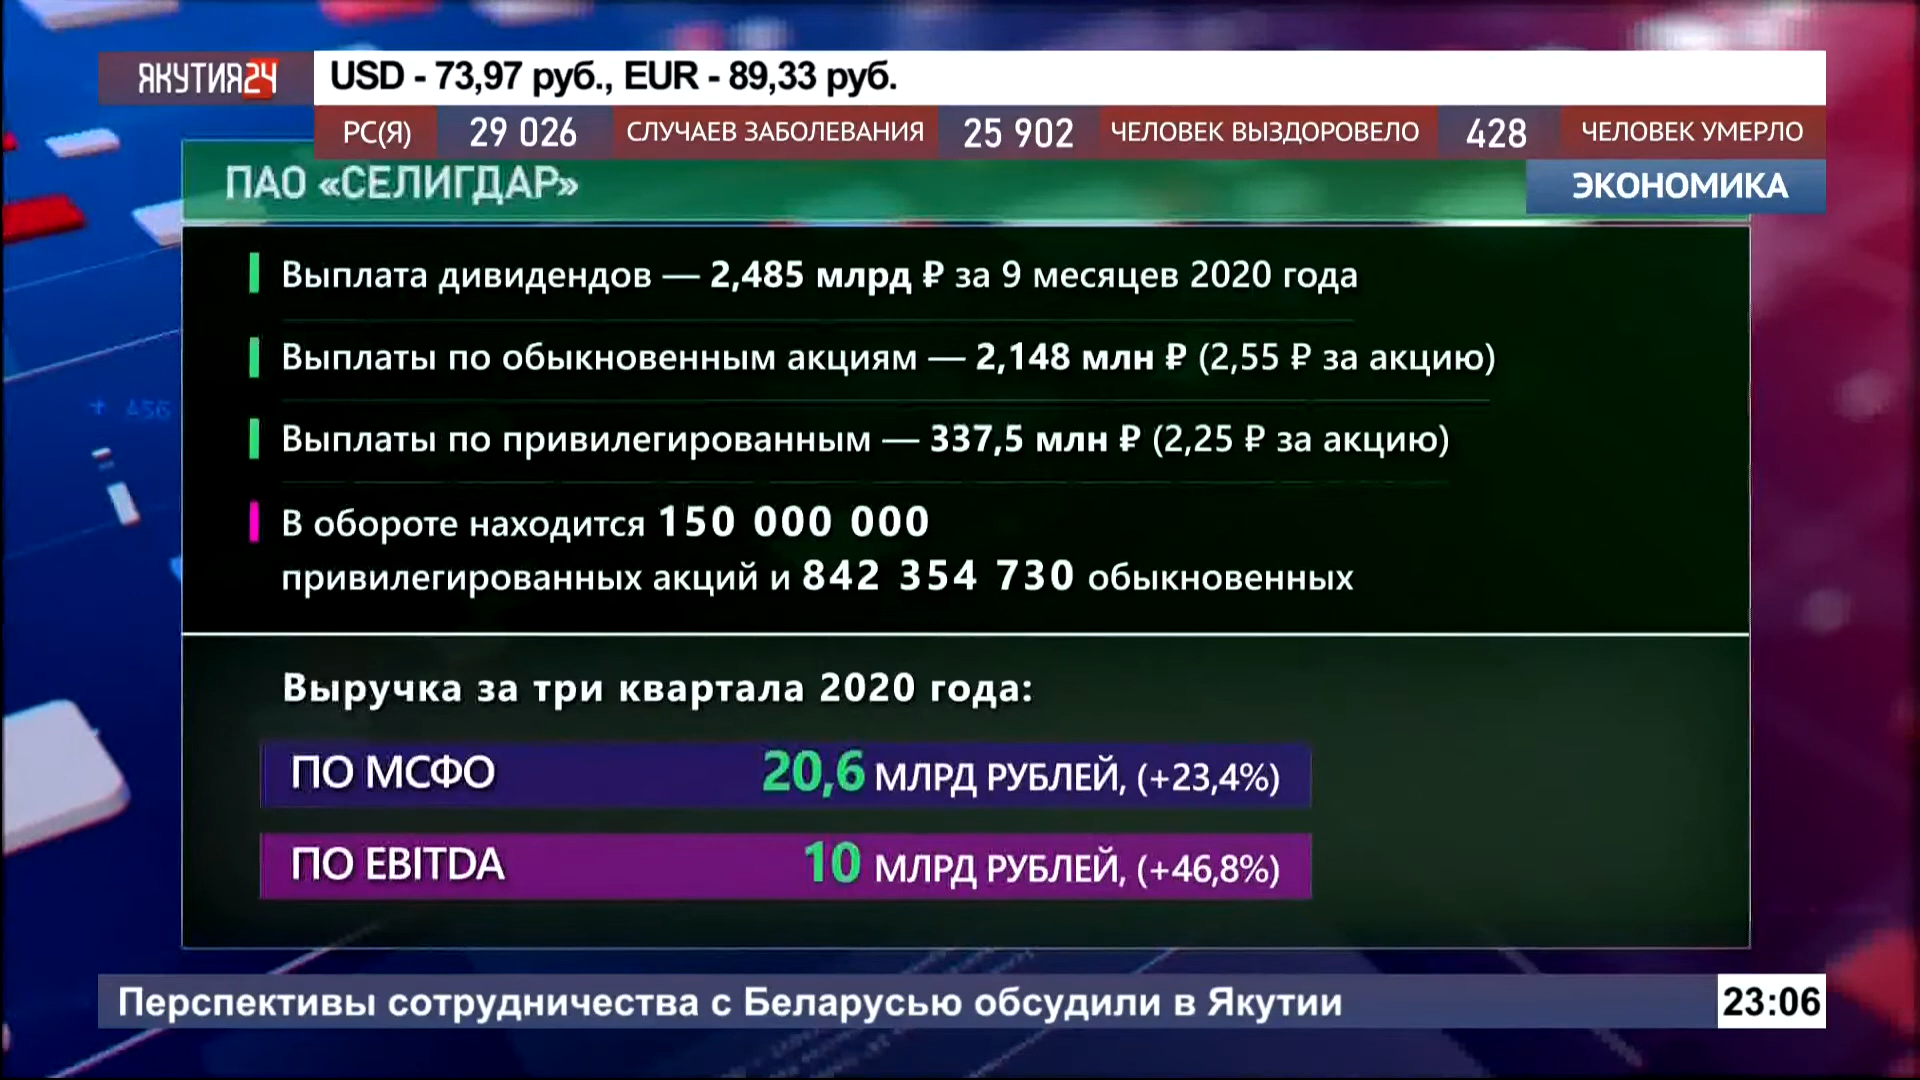 ЯКУТИЯ24
USD - 73,97 руб., EUR - 89,33 руб.
РС(Я) 29 026 СЛУЧАЕВ ЗАБОЛЕВАНИЯ 25 902 ЧЕЛОВЕК ВЫЗДОРОВЕЛО 428 ЧЕЛОВЕК УМЕРЛО
ПАО «СЕЛИГДАР»
ЭКОНОМИКА
Выплата дивидендов — 2,485 млрд ₽ за 9 месяцев 2020 года
Выплаты по обыкновенным акциям — 2,148 млн ₽ (2,55 ₽ за акцию)
+ 456
Выплаты по привилегированным — 337,5 млн ₽ (2,25 ₽ за акцию)
В обороте находится 150 000 000
привилегированных акций и 842 354 730 обыкновенных
Выручка за три квартала 2020 года:
ПО МСФО 20,6 МЛРД РУБЛЕЙ, (+23,4%)
ПО EBITDA 10 МЛРД РУБЛЕЙ, (+46,8%)
Перспективы сотрудничества с Беларусью обсудили в Якутии
23:06